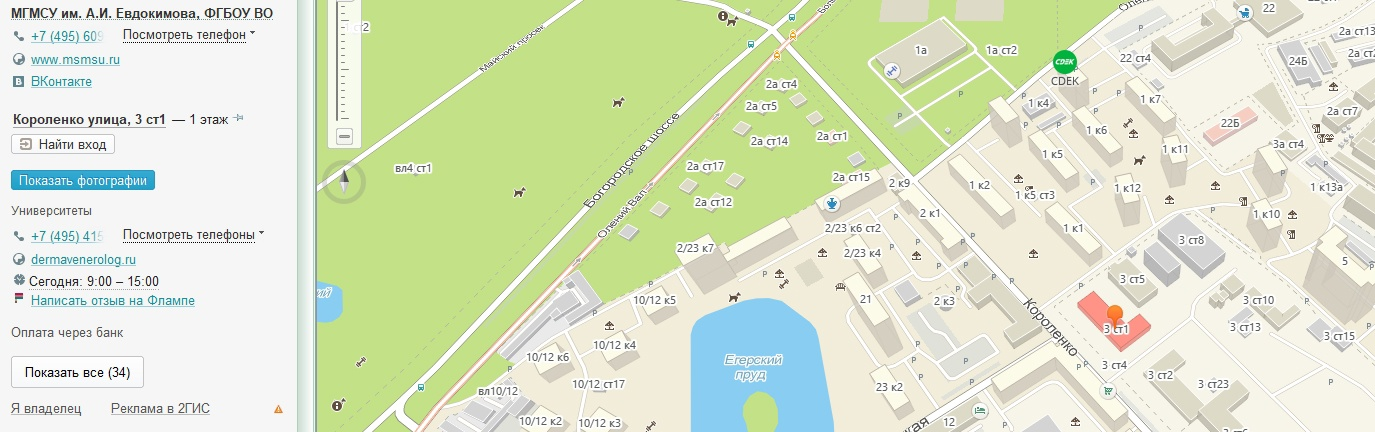 МГМСУ им. А.И. Евдокимова, ФГБОУ ВО
+7 (495) 609 Посмотреть телефон
www.msmsu.ru
ВКонтакте
Короленко улица, 3 ст1 — 1 этаж
Найти вход
Показать фотографии
Университеты
+7 (495) 415 Посмотреть телефоны
dermavenerolog.ru
Сегодня: 9:00 – 15:00
Написать отзыв на Флампе
Оплата через банк
Показать все (34)
Я владелец Реклама в 2ГИС
ст2
Майский просек
Богородское шоссе
Олений Вал
вл4 ст1
2а ст4
2а ст5
2а ст14
2а ст1
2а ст17
2а ст12
2а ст15
1а
1а ст2
CDEK
CDEK
22
22 ст4
24Б
2а ст13
2а ст7
22Б
3а ст4
1 к4
1 к7
1 к6
1 к5
1 к11
1 к2
1 к5 ст3
1 к12
1 к13а
1 к10
1 к1
2 к9
2 к1
2/23 к6 ст2
2/23 к7
2/23 к4
21
2 к3
Короленко
3 ст8
3 ст5
3 ст1
3 ст10
3 ст13
3 ст15
5
3 ст4
3 ст2
3 ст23
23 к2
12
кая
Егерский
пруд
10/12 к5
10/12 к4
10/12 к6
10/12 ст17
вл10/12
10/12 к2
10/12 к3
ий